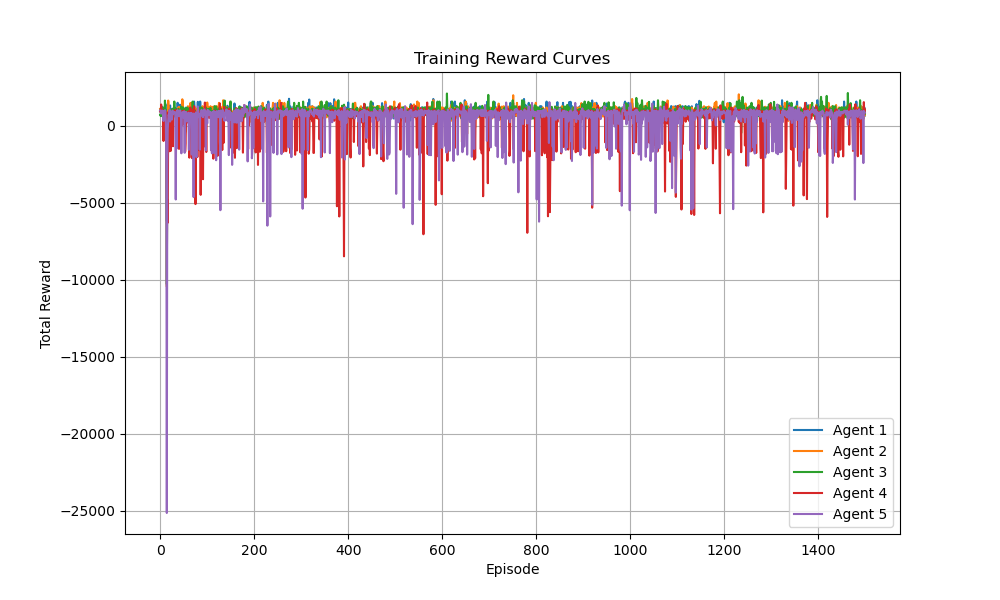 Training Reward Curves
0
−5000
−10000
−15000
−20000
−25000
Total Reward
0 200 400 600 800 1000 1200 1400
Episode
Agent 1
Agent 2
Agent 3
Agent 4
Agent 5